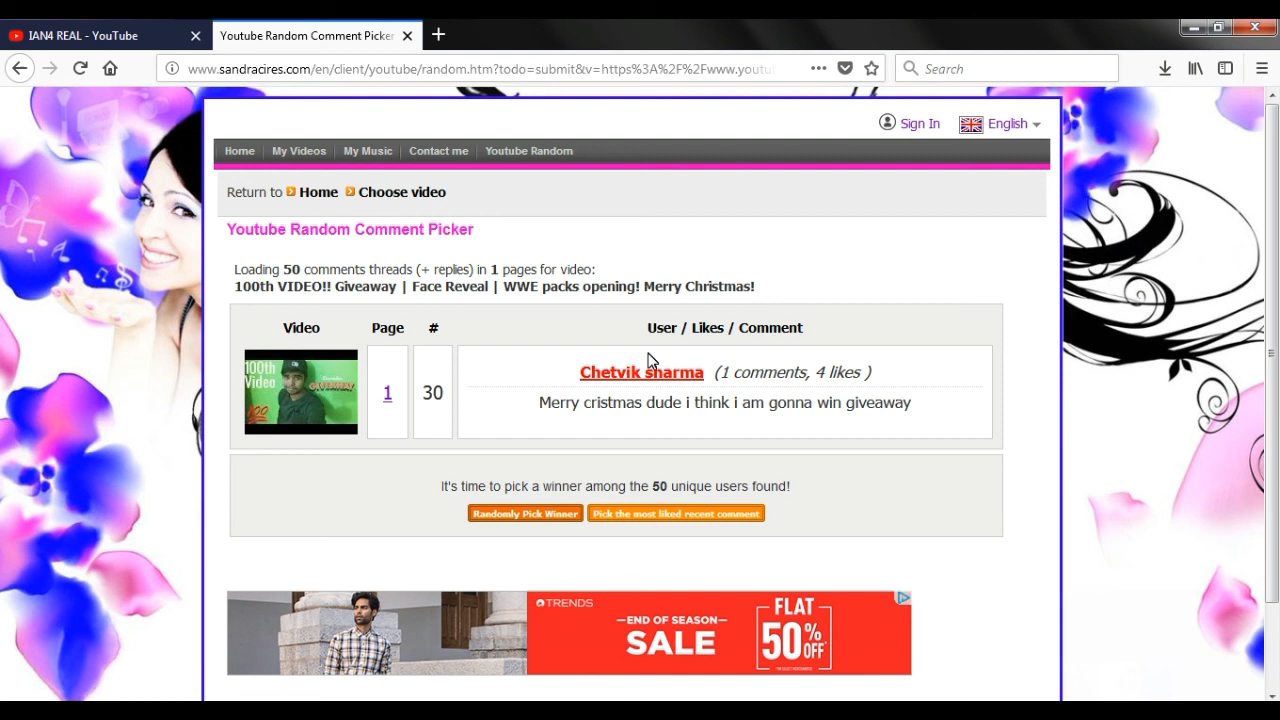 IAN4 REAL - YouTube
Youtube Random Comment Picker
www.sandracires.com/en/client/youtube/random.htm?todo=submit&v=https%3A%2F%2Fwww.youtu
Search
Sign In
English
Home My Videos My Music Contact me Youtube Random
Return to Home Choose video
Youtube Random Comment Picker
Loading 50 comments threads (+ replies) in 1 pages for video:
100th VIDEO!! Giveaway | Face Reveal | WWE packs opening! Merry Christmas!
Video Page # User / Likes / Comment
100th
Video
GIVEAWAY
100
1
30
Chetvik sharma (1 comments, 4 likes )
Merry cristmas dude i think i am gonna win giveaway
It's time to pick a winner among the 50 unique users found!
Randomly Pick Winner Pick the most liked recent comment
TRENDS
END OF SEASON
SALE
FLAT
50%
OFF*